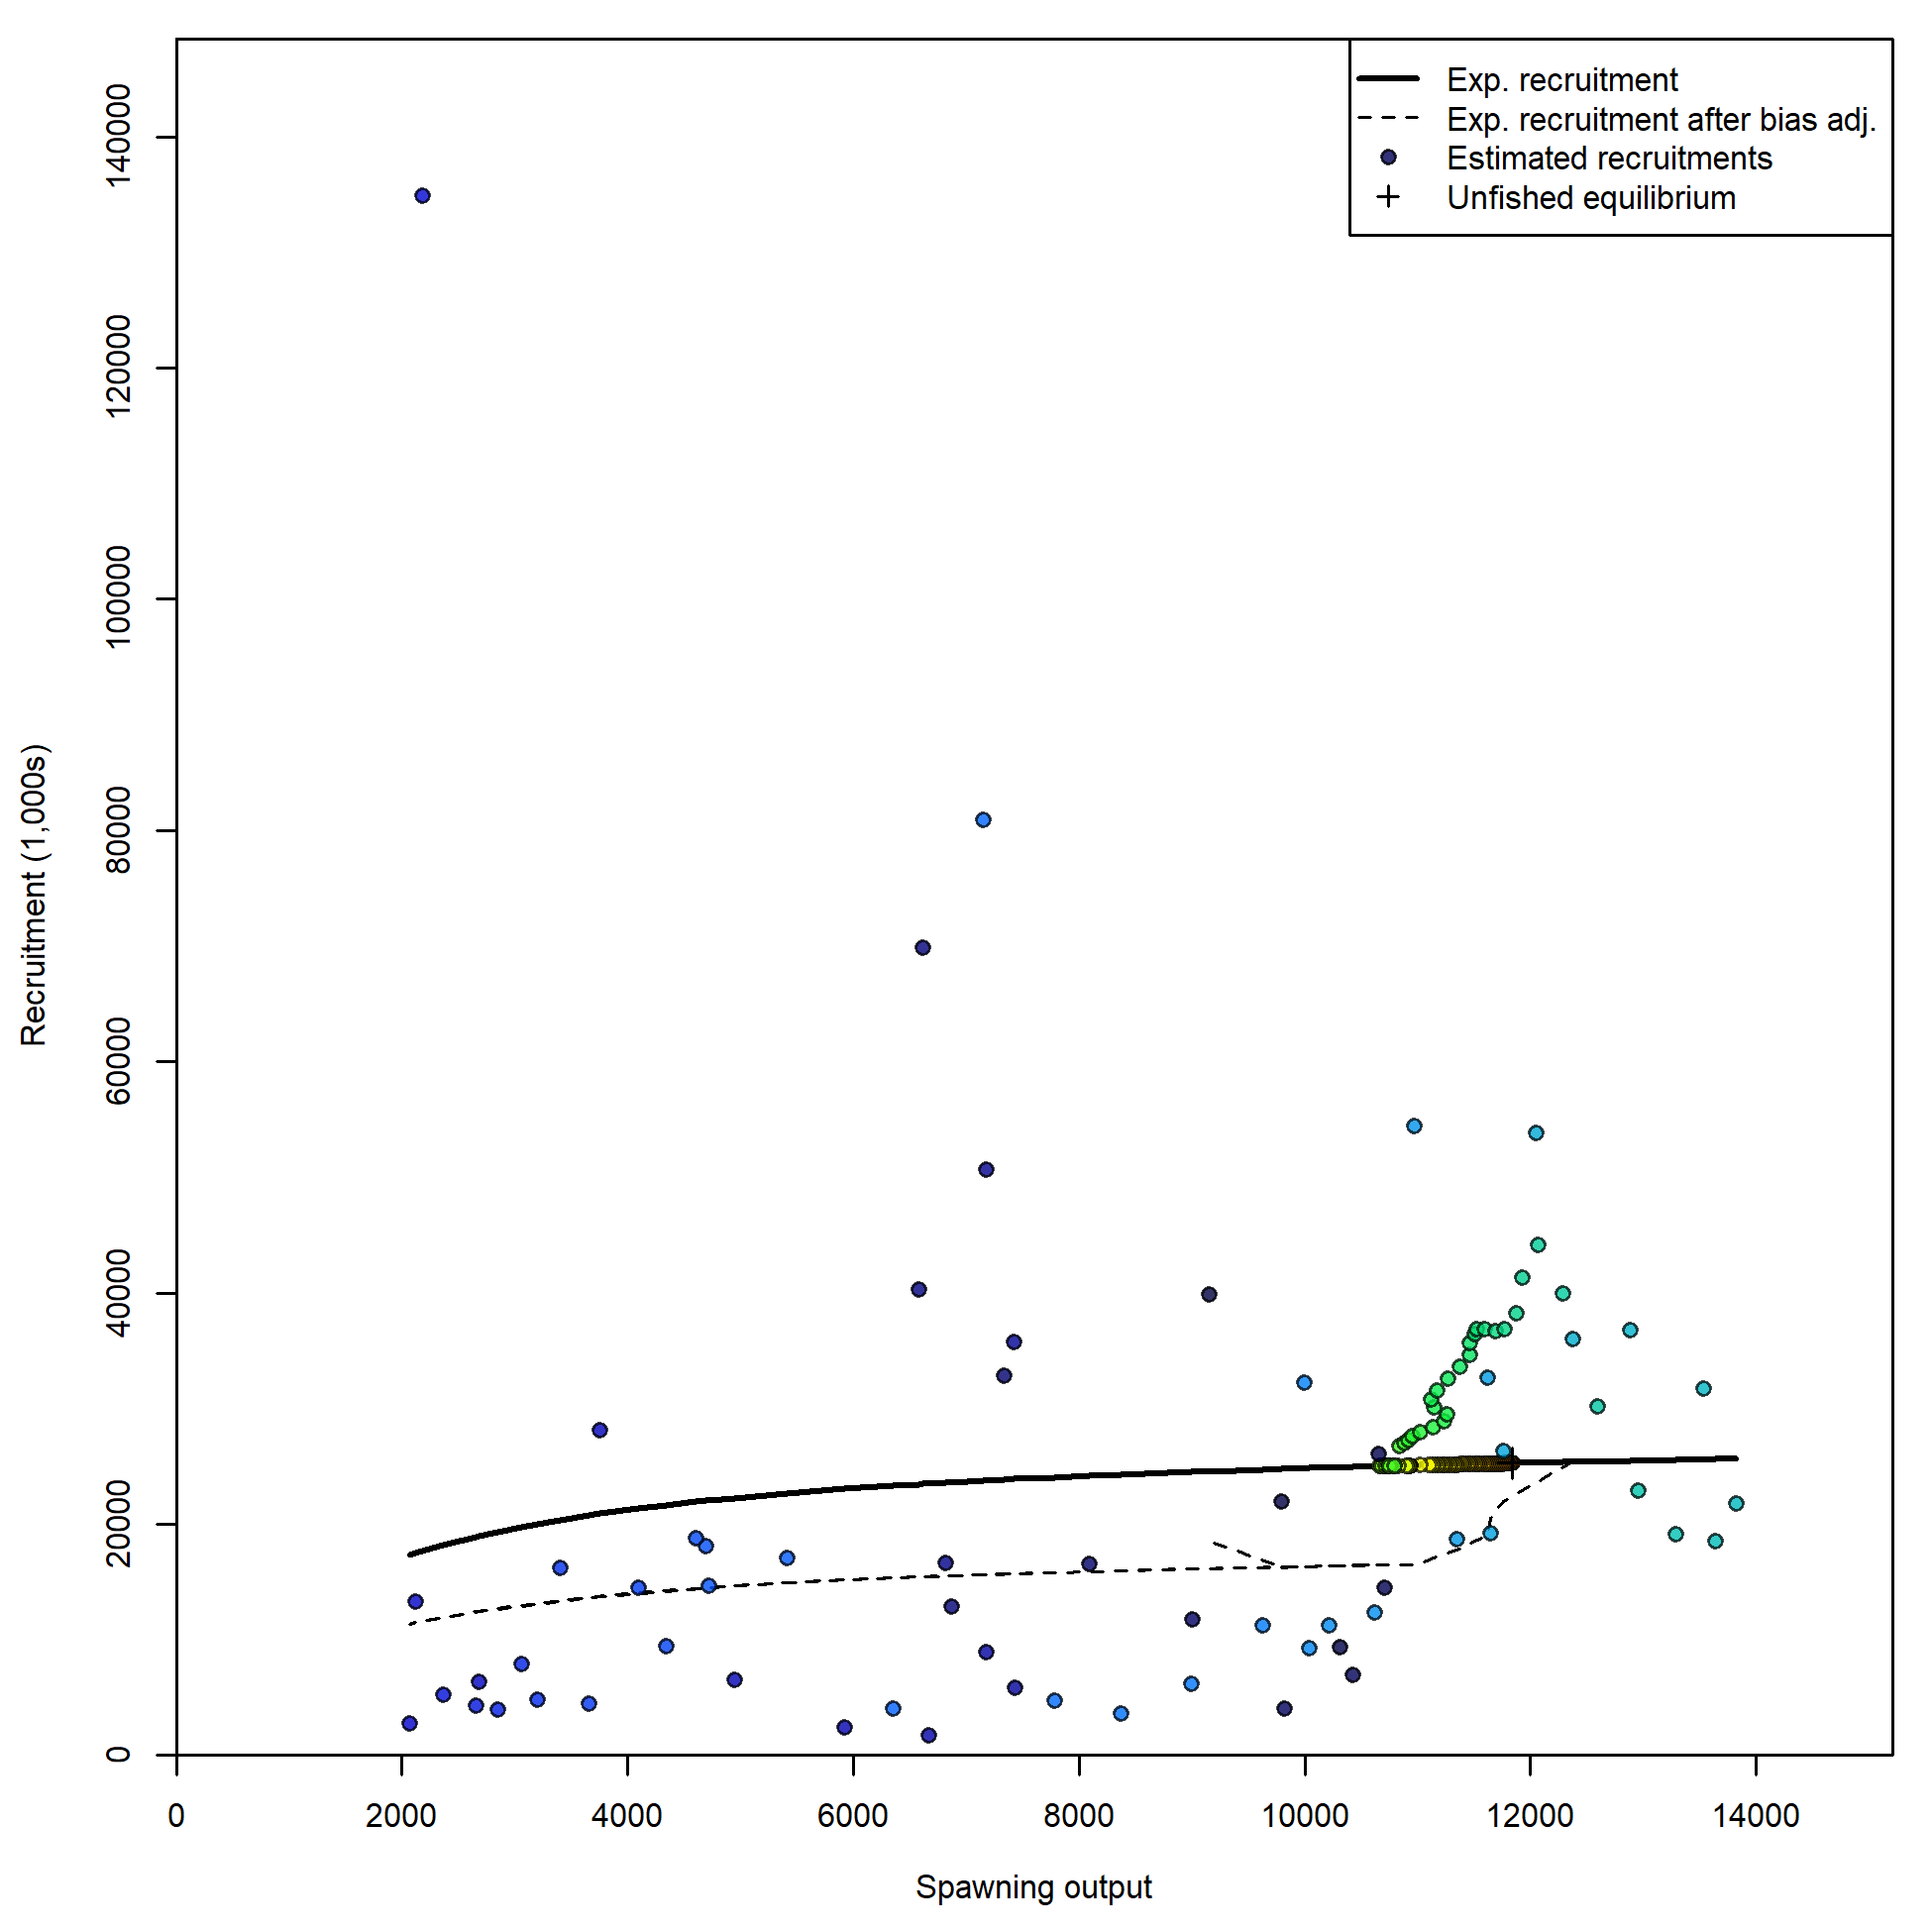 Exp. recruitment
Exp. recruitment after bias adj.
Estimated recruitments
Unfished equilibrium
Recruitment (1,000s)
140000
120000
100000
80000
60000
40000
20000
0
0 2000 4000 6000 8000 10000 12000 14000
Spawning output